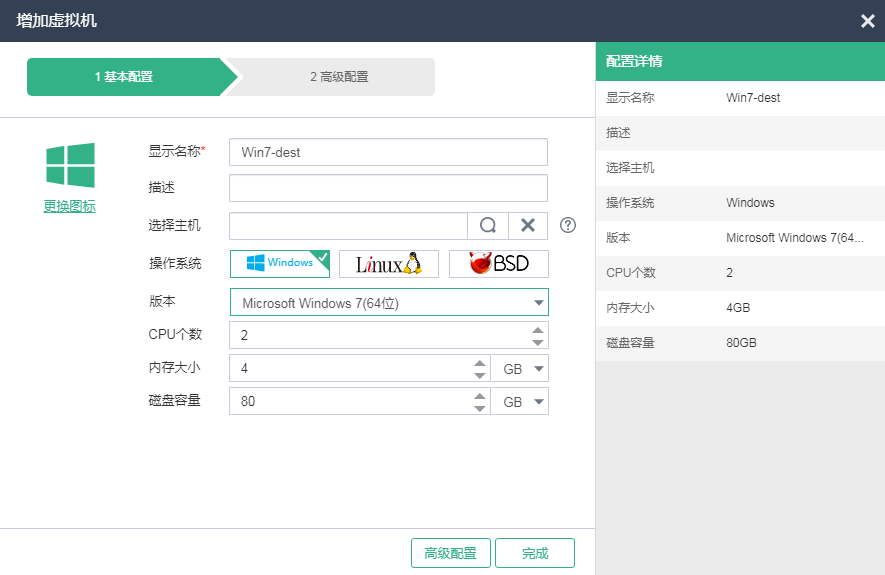 增加虚拟机
1 基本配置
2 高级配置
更换图标
显示名称* Win7-dest
描述
选择主机
操作系统 Windows Linux BSD
版本 Microsoft Windows 7(64位)
CPU个数 2
内存大小 4 GB
磁盘容量 80 GB
高级配置 完成
配置详情
显示名称 Win7-dest
描述
选择主机
操作系统 Windows
版本 Microsoft Windows 7(64...
CPU个数 2
内存大小 4GB
磁盘容量 80GB